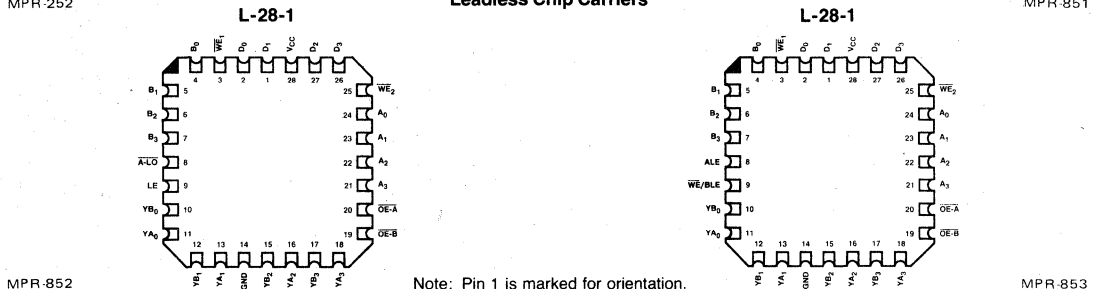 MPR-252
Leadless Chip Carriers
MPR-851
L-28-1
B0 WE1 D0 D1 VCC D2 D3
4 3 2 1 28 27 26
B1 5 25 WE2
B2 6 24 A0
B3 7 23 A1
A-LO 8 22 A2
LE 9 21 A3
YB0 10 20 OE-A
YA0 11 19 OE-B
12 13 14 15 16 17 18
YB1 YA1 GND YB2 YA2 YB3 YA3
MPR-852
L-28-1
B0 WE1 D0 D1 VCC D2 D3
4 3 2 1 28 27 26
B1 5 25 WE2
B2 6 24 A0
B3 7 23 A1
ALE 8 22 A2
WE/BLE 9 21 A3
YB0 10 20 OE-A
YA0 11 19 OE-B
12 13 14 15 16 17 18
YB1 YA1 GND YB2 YA2 YB3 YA3
Note: Pin 1 is marked for orientation.
MPR-853